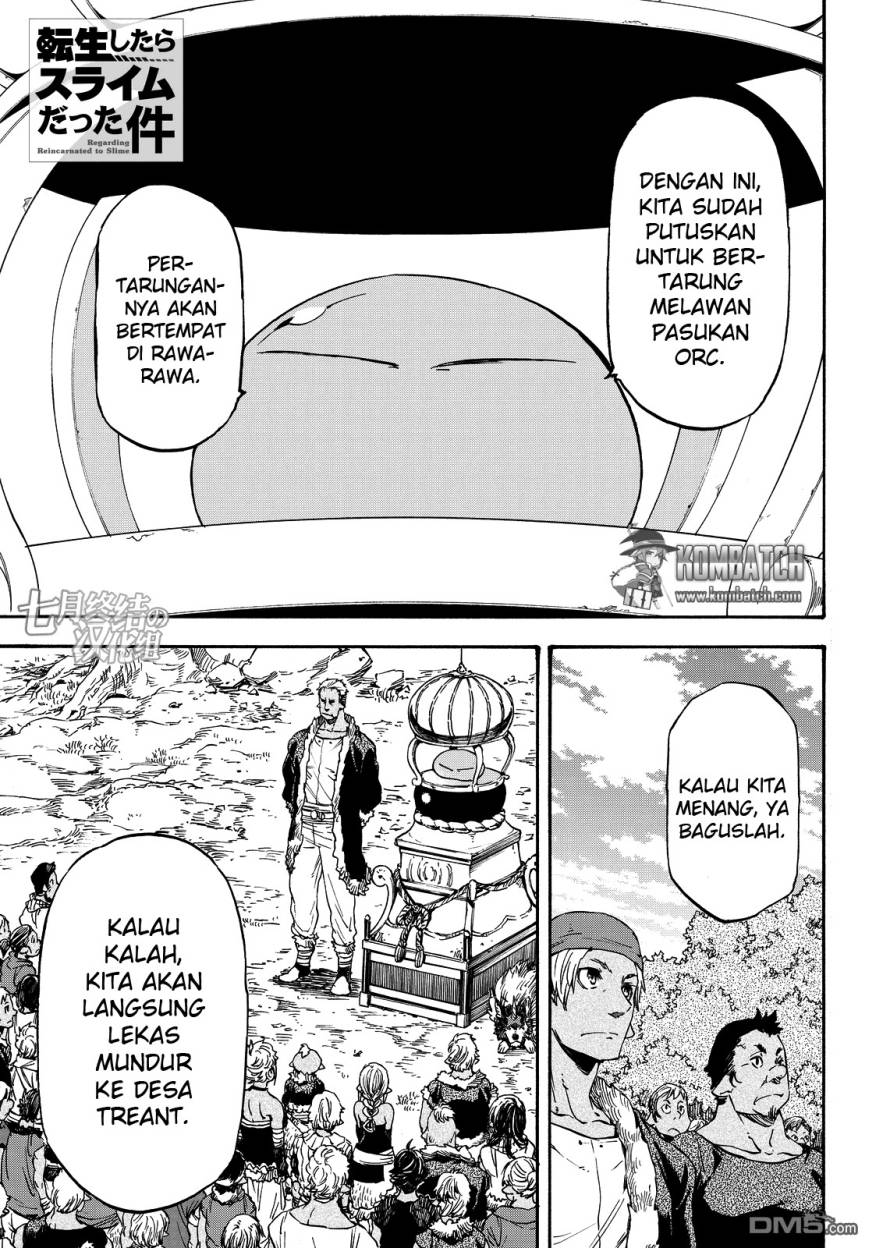 転生したら
スライム
だった件
Regarding
Reincarnated to Slime
DENGAN INI,
KITA SUDAH
PUTUSKAN
UNTUK BER-
TARUNG
MELAWAN
PASUKAN
ORC.
PER-
TARUNGAN-
NYA AKAN
BERTEMPAT
DI RAWA-
RAWA.
KOMBATCH
www.kombatch.com
七月终结の
汉化组
KALAU KITA
MENANG, YA
BAGUSLAH.
KALAU
KALAH,
KITA AKAN
LANGSUNG
LEKAS
MUNDUR
KE DESA
TREANT.
DM5.com